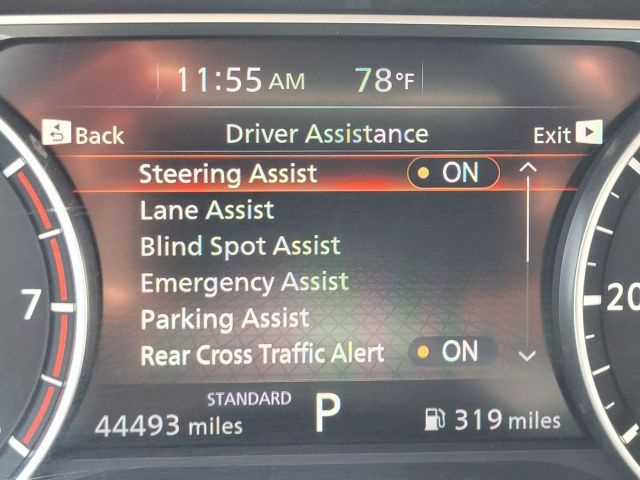 11:55 AM 78°F
Back Driver Assistance Exit
Steering Assist ON
Lane Assist
Blind Spot Assist
Emergency Assist
7 Parking Assist 20
Rear Cross Traffic Alert ON
STANDARD
44493 miles P 319 miles